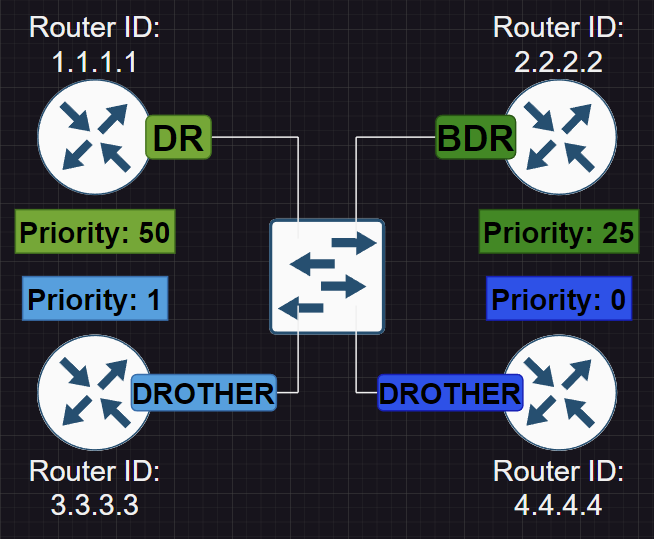 Router ID:
1.1.1.1
Router ID:
2.2.2.2
DR
BDR
Priority: 50
Priority: 25
Priority: 1
Priority: 0
DROTHER
DROTHER
Router ID:
3.3.3.3
Router ID:
4.4.4.4